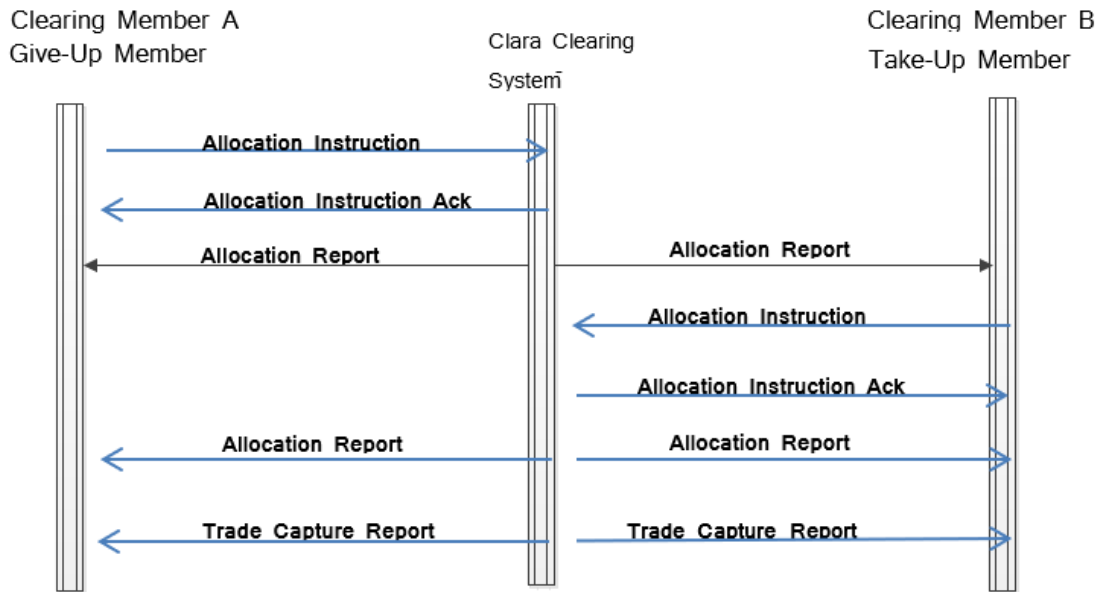 Clearing Member A
Give-Up Member
Clara Clearing
System
Clearing Member B
Take-Up Member
Allocation Instruction
Allocation Instruction Ack
Allocation Report
Allocation Report
Allocation Instruction
Allocation Instruction Ack
Allocation Report
Allocation Report
Trade Capture Report
Trade Capture Report